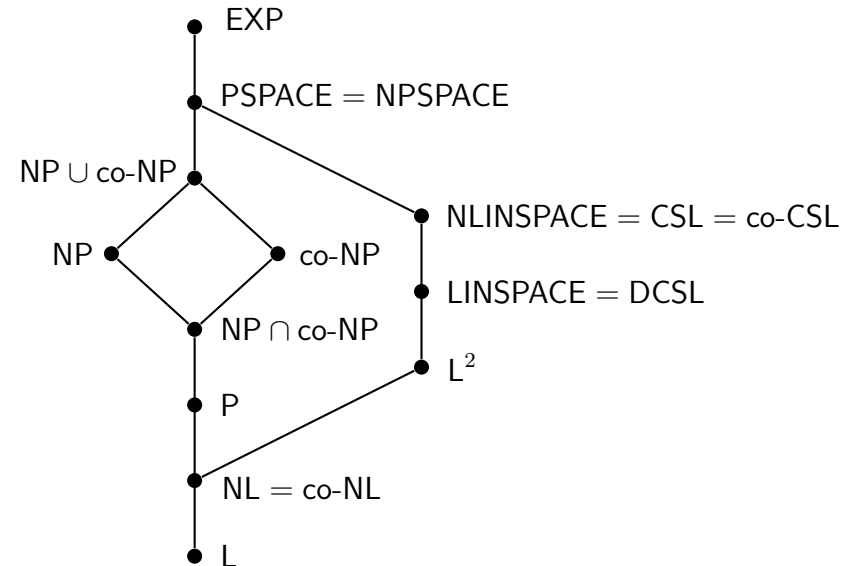 EXP
PSPACE = NPSPACE
NP ∪ co-NP
NLINSPACE = CSL = co-CSL
NP
co-NP
LINSPACE = DCSL
NP ∩ co-NP
L²
P
NL = co-NL
L